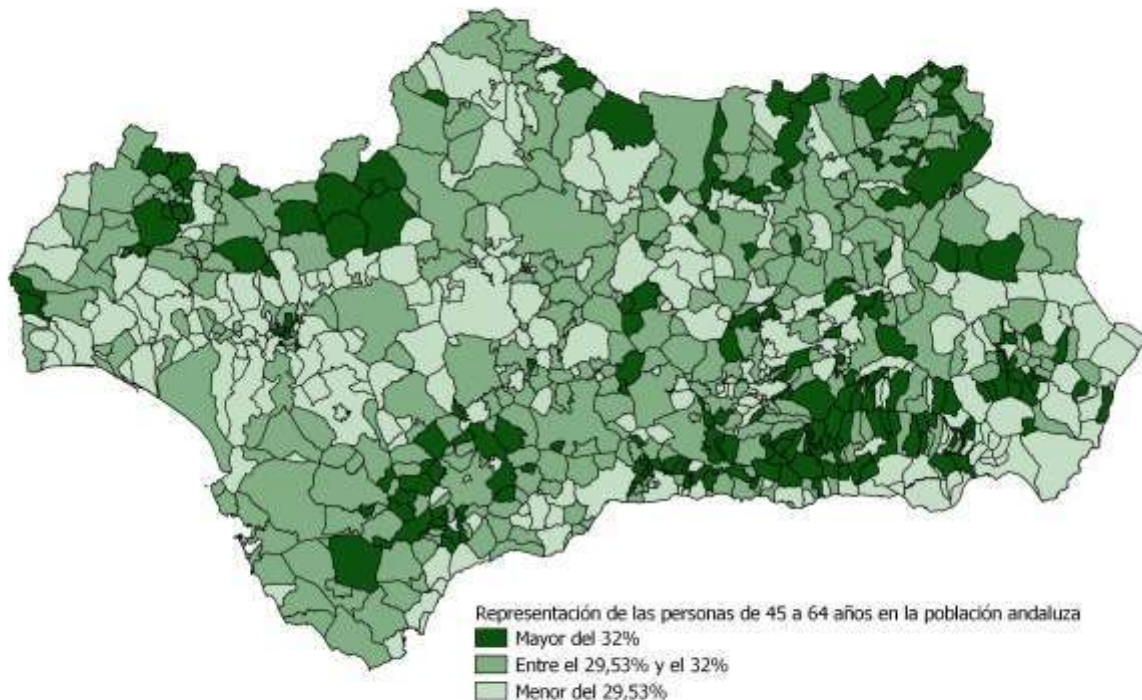 Representación de las personas de 45 a 64 años en la población andaluza
Mayor del 32%
Entre el 29,53% y el 32%
Menor del 29,53%